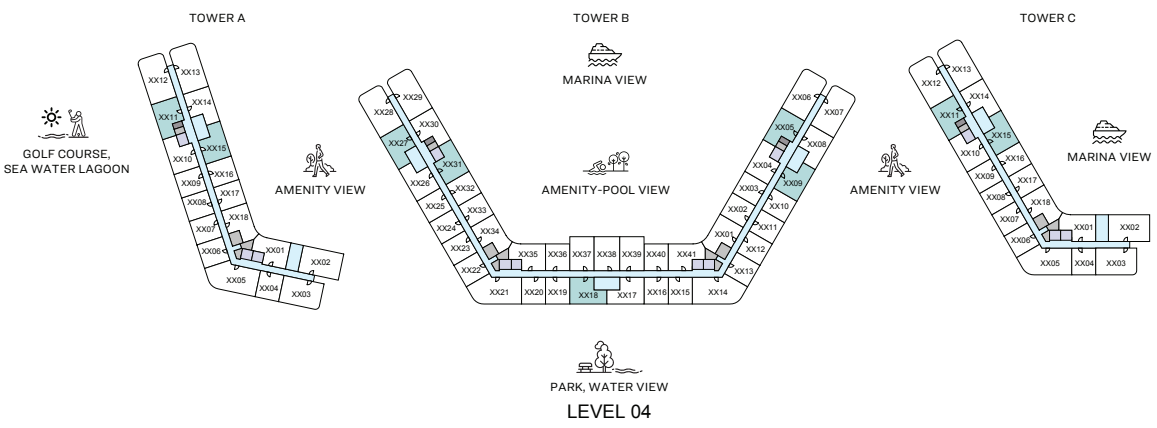 TOWER A
TOWER B
TOWER C
MARINA VIEW
GOLF COURSE,
SEA WATER LAGOON
AMENITY VIEW
AMENITY-POOL VIEW
AMENITY VIEW
MARINA VIEW
XX12
XX13
XX14
XX11
XX15
XX10
XX16
XX09
XX17
XX08
XX18
XX07
XX06
XX01
XX02
XX05
XX04
XX03
XX29
XX28
XX30
XX27
XX31
XX26
XX32
XX25
XX33
XX24
XX34
XX23
XX22
XX35
XX36
XX37
XX38
XX39
XX40
XX41
XX21
XX20
XX19
XX18
XX17
XX16
XX15
XX14
XX06
XX07
XX05
XX08
XX04
XX09
XX03
XX10
XX02
XX11
XX01
XX12
XX13
XX13
XX12
XX14
XX11
XX15
XX10
XX16
XX09
XX17
XX08
XX18
XX07
XX06
XX01
XX02
XX05
XX04
XX03
PARK, WATER VIEW
LEVEL 04